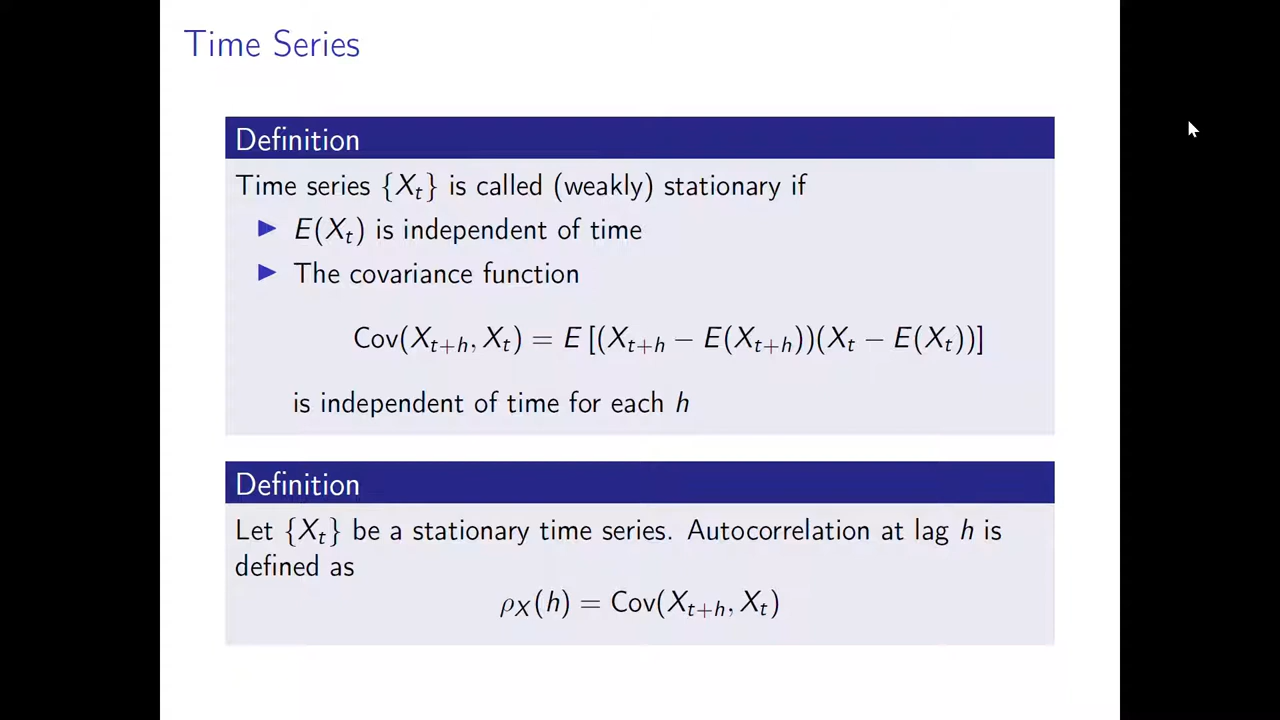 Time Series
Definition
Time series {X_t} is called (weakly) stationary if
▶ E(X_t) is independent of time
▶ The covariance function
Cov(X_{t+h}, X_t) = E [(X_{t+h} − E(X_{t+h}))(X_t − E(X_t))]
is independent of time for each h
Definition
Let {X_t} be a stationary time series. Autocorrelation at lag h is
defined as
ρ_X(h) = Cov(X_{t+h}, X_t)